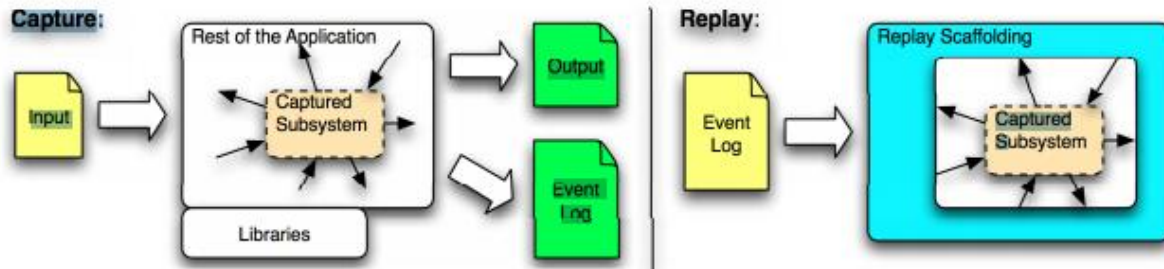 Capture:
Input
Rest of the Application
Captured
Subsystem
Libraries
Output
Event
Log
Replay:
Event
Log
Replay Scaffolding
Captured
Subsystem